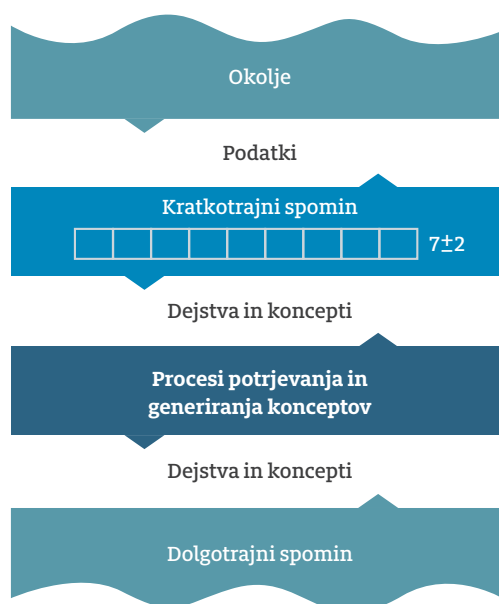 Okolje
Podatki
Kratkotrajni spomin
7±2
Dejstva in koncepti
Procesi potrjevanja in
generiranja konceptov
Dejstva in koncepti
Dolgotrajni spomin